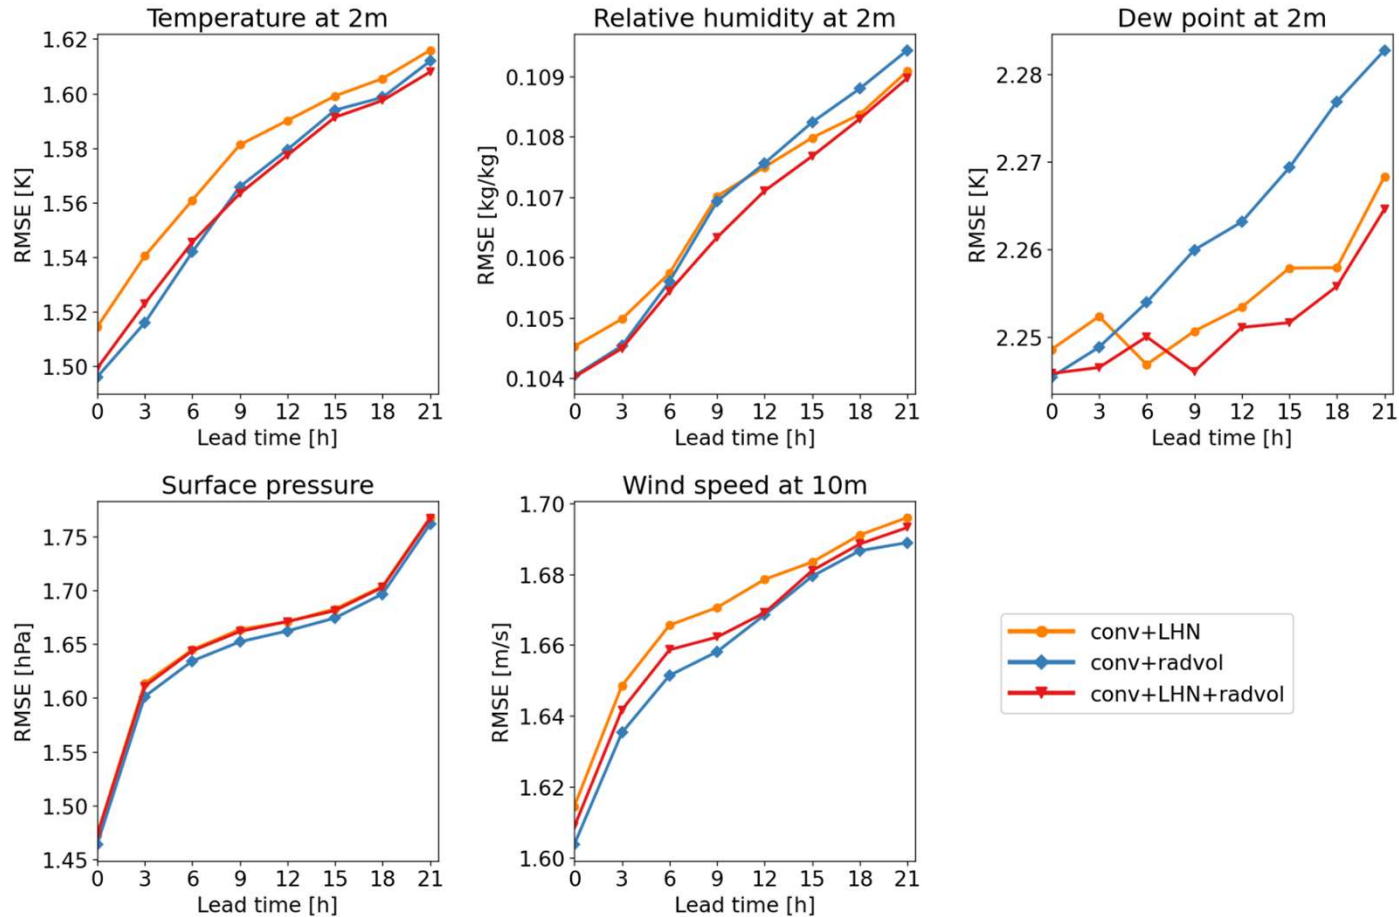 Temperature at 2m
1.62
1.60
1.58
1.56
1.54
1.52
1.50
RMSE [K]
0 3 6 9 12 15 18 21
Lead time [h]
Relative humidity at 2m
0.109
0.108
0.107
0.106
0.105
0.104
RMSE [kg/kg]
0 3 6 9 12 15 18 21
Lead time [h]
Dew point at 2m
2.28
2.27
2.26
2.25
RMSE [K]
0 3 6 9 12 15 18 21
Lead time [h]
Surface pressure
1.75
1.70
1.65
1.60
1.55
1.50
1.45
RMSE [hPa]
0 3 6 9 12 15 18 21
Lead time [h]
Wind speed at 10m
1.70
1.68
1.66
1.64
1.62
1.60
RMSE [m/s]
0 3 6 9 12 15 18 21
Lead time [h]
conv+LHN
conv+radvol
conv+LHN+radvol